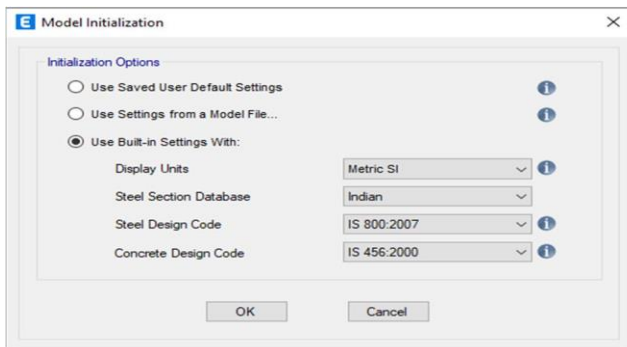 E Model Initialization
Initialization Options
Use Saved User Default Settings
Use Settings from a Model File...
Use Built-in Settings With:
Display Units Metric SI
Steel Section Database Indian
Steel Design Code IS 800:2007
Concrete Design Code IS 456:2000
OK Cancel